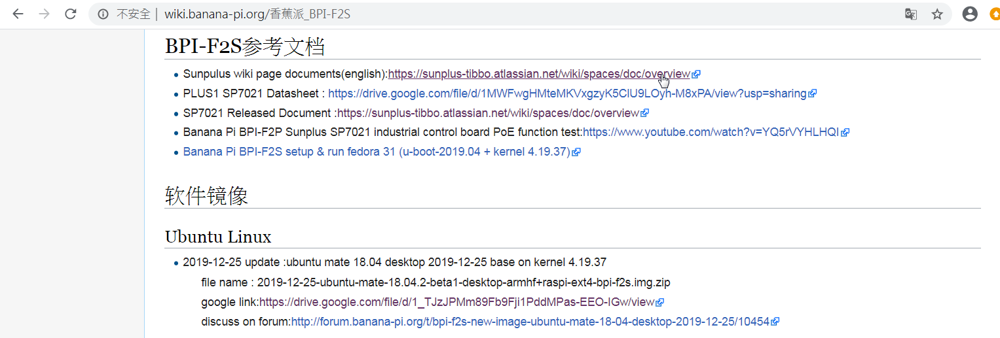 不安全 | wiki.banana-pi.org/香蕉派_BPI-F2S
BPI-F2S参考文档
Sunpulus wiki page documents(english):https://sunplus-tibbo.atlassian.net/wiki/spaces/doc/overview
PLUS1 SP7021 Datasheet : https://drive.google.com/file/d/1MWFwgHMteMKVxgzyK5ClU9LOyh-M8xPA/view?usp=sharing
SP7021 Released Document :https://sunplus-tibbo.atlassian.net/wiki/spaces/doc/overview
Banana Pi BPI-F2P Sunplus SP7021 industrial control board PoE function test:https://www.youtube.com/watch?v=YQ5rVYHLHQI
Banana Pi BPI-F2S setup & run fedora 31 (u-boot-2019.04 + kernel 4.19.37)
软件镜像
Ubuntu Linux
2019-12-25 update :ubuntu mate 18.04 desktop 2019-12-25 base on kernel 4.19.37
file name : 2019-12-25-ubuntu-mate-18.04.2-beta1-desktop-armhf+raspi-ext4-bpi-f2s.img.zip
google link:https://drive.google.com/file/d/1_TJzJPMm89Fb9Fji1PddMPas-EEO-IGw/view
discuss on forum:http://forum.banana-pi.org/t/bpi-f2s-new-image-ubuntu-mate-18-04-desktop-2019-12-25/10454